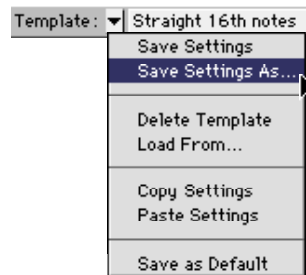 Template: Straight 16th notes
Save Settings
Save Settings As...
Delete Template
Load From...
Copy Settings
Paste Settings
Save as Default